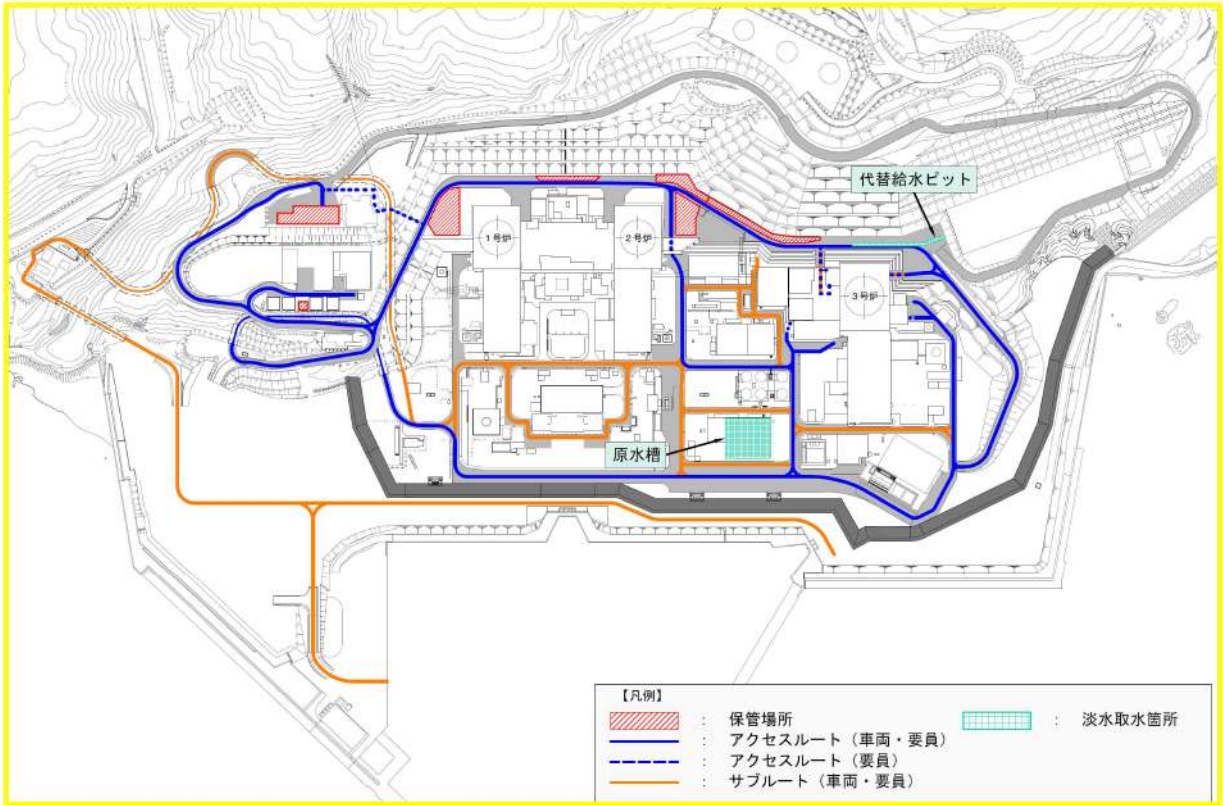 代替給水ピット
1号炉
2号炉
3号炉
原水槽
【凡例】
: 保管場所
: 淡水取水箇所
: アクセスルート（車両・要員）
: アクセスルート（要員）
: サブルート（車両・要員）